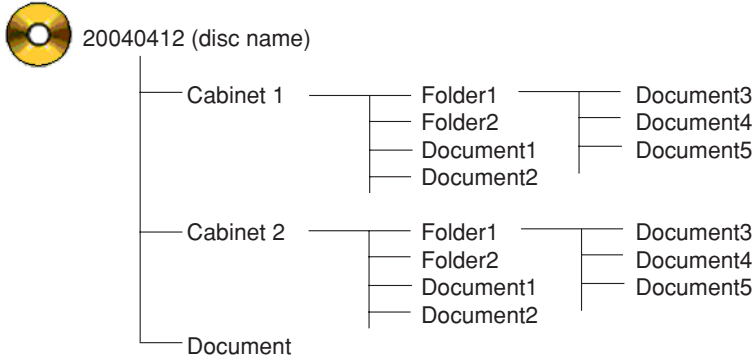 20040412 (disc name)
Cabinet 1 Folder1 Document3
Folder2 Document4
Document1 Document5
Document2
Cabinet 2 Folder1 Document3
Folder2 Document4
Document1 Document5
Document2
Document